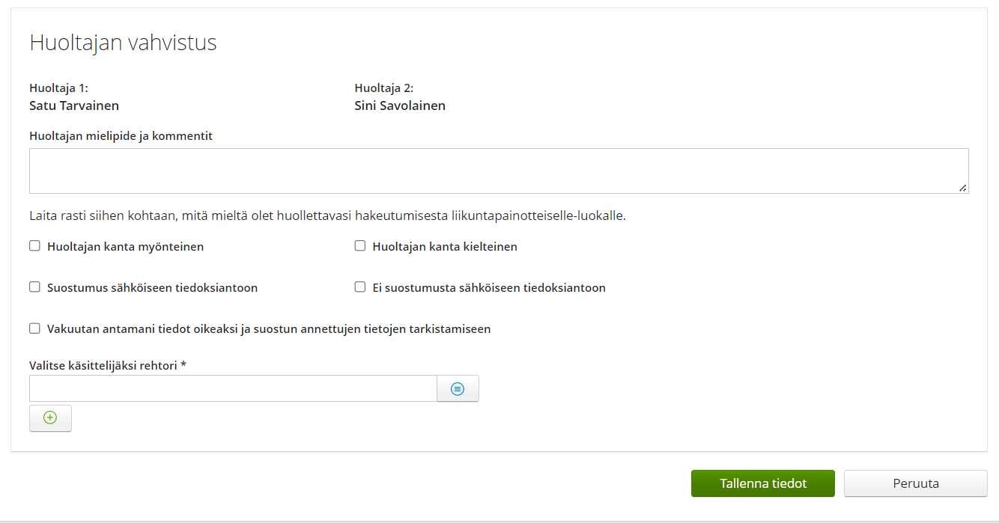 Huoltajan vahvistus
Huoltaja 1:
Satu Tarvainen
Huoltaja 2:
Sini Savolainen
Huoltajan mielipide ja kommentit
Laita rasti siihen kohtaan, mitä mieltä olet huollettavasi hakeutumisesta liikuntapainotteiselle-luokalle.
Huoltajan kanta myönteinen
Huoltajan kanta kielteinen
Suostumus sähköiseen tiedoksiantoon
Ei suostumusta sähköiseen tiedoksiantoon
Vakuutan antamani tiedot oikeaksi ja suostun annettujen tietojen tarkistamiseen
Valitse käsittelijäksi rehtori *
Tallenna tiedot
Peruuta